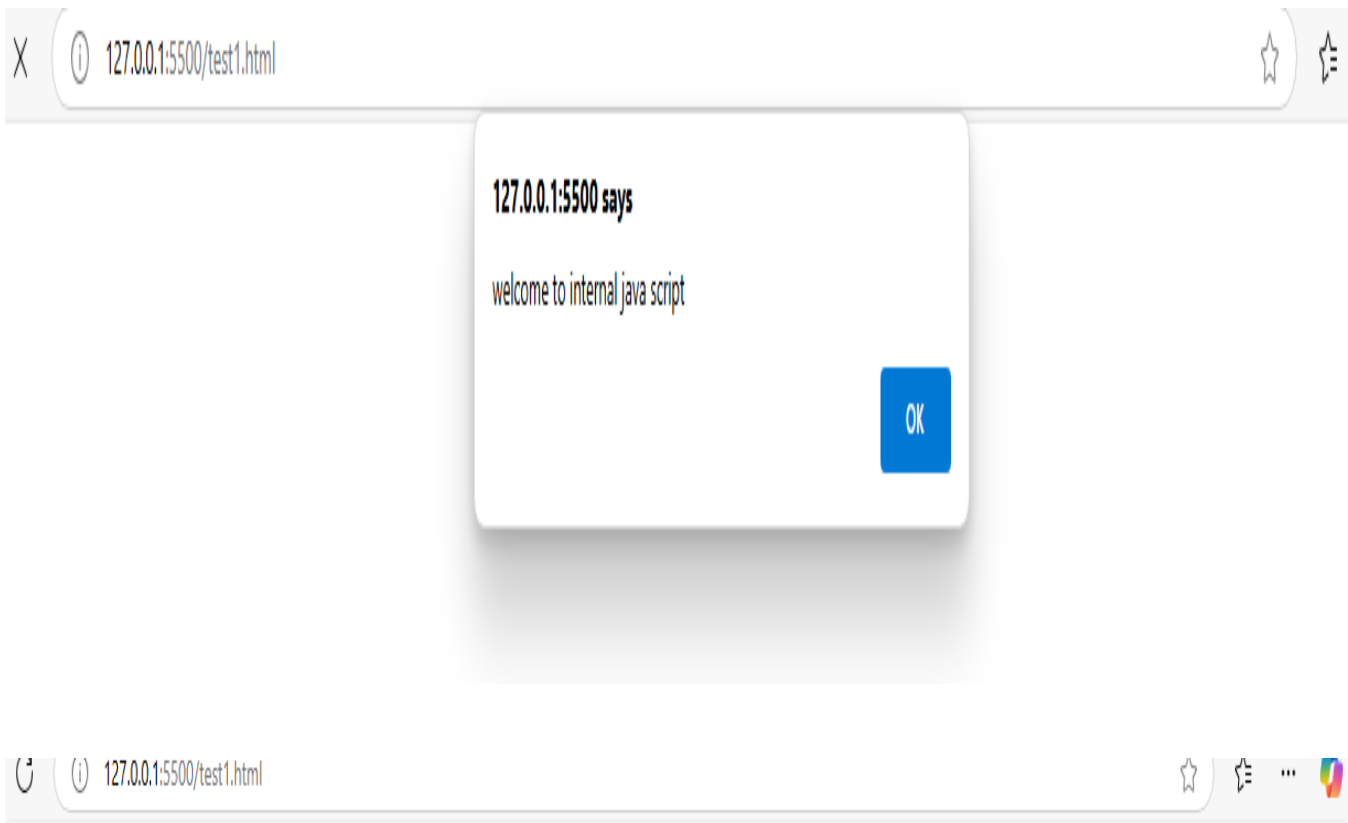 127.0.0.1:5500/test1.html
127.0.0.1:5500 says
welcome to internal java script
OK
127.0.0.1:5500/test1.html